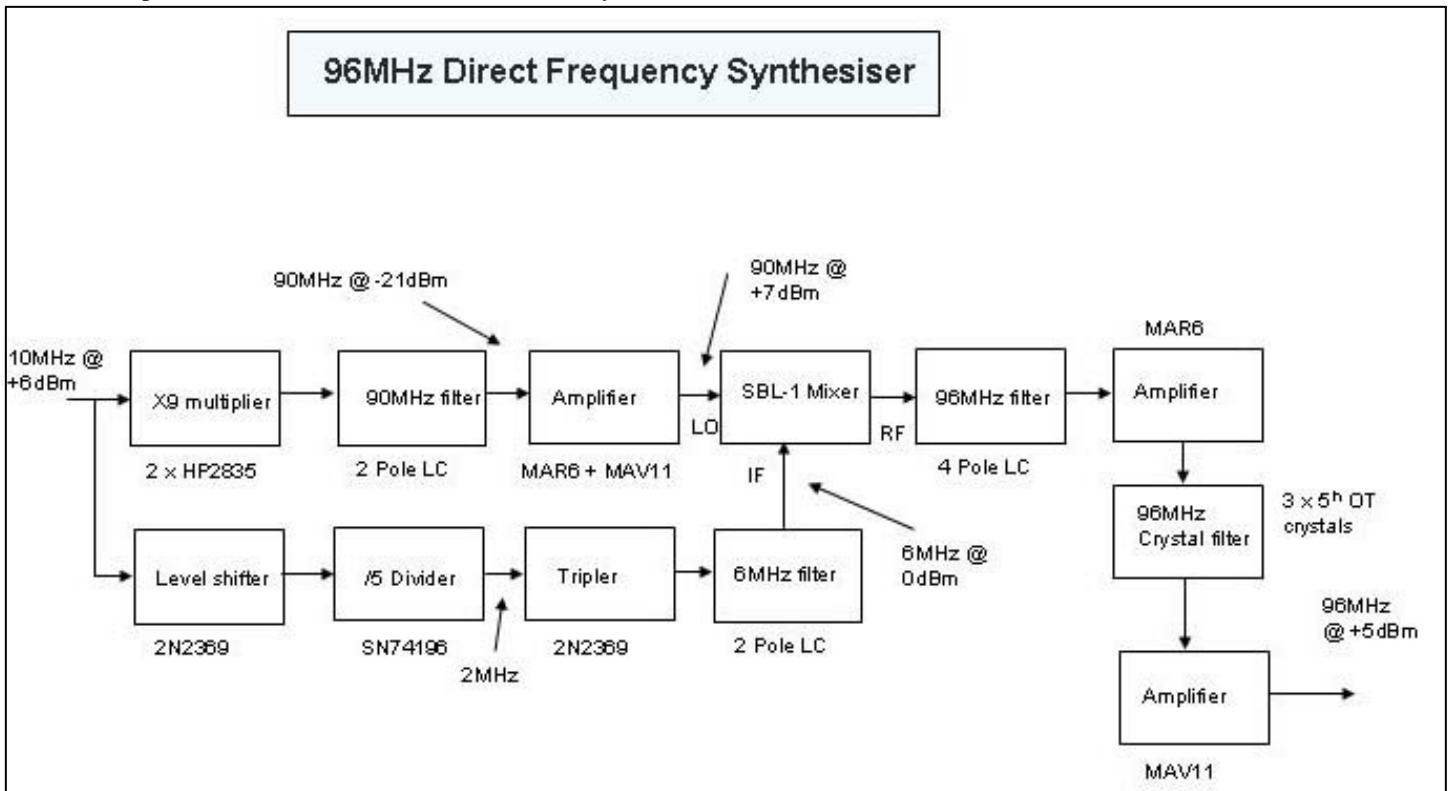 96MHz Direct Frequency Synthesiser
90MHz @ -21dBm
90MHz @
+7dBm
MAR6
10MHz @
+6dBm
X9 multiplier
90MHz filter
Amplifier
SBL-1 Mixer
96MHz filter
Amplifier
LO
RF
2 x HP2835
2 Pole LC
MAR6 + MAV11
IF
4 Pole LC
96MHz
Crystal filter
3 x 5ʰ OT
crystals
Level shifter
/5 Divider
Tripler
6MHz filter
6MHz @
0dBm
2N2369
SN74196
2MHz
2N2369
2 Pole LC
96MHz
@ +5dBm
Amplifier
MAV11